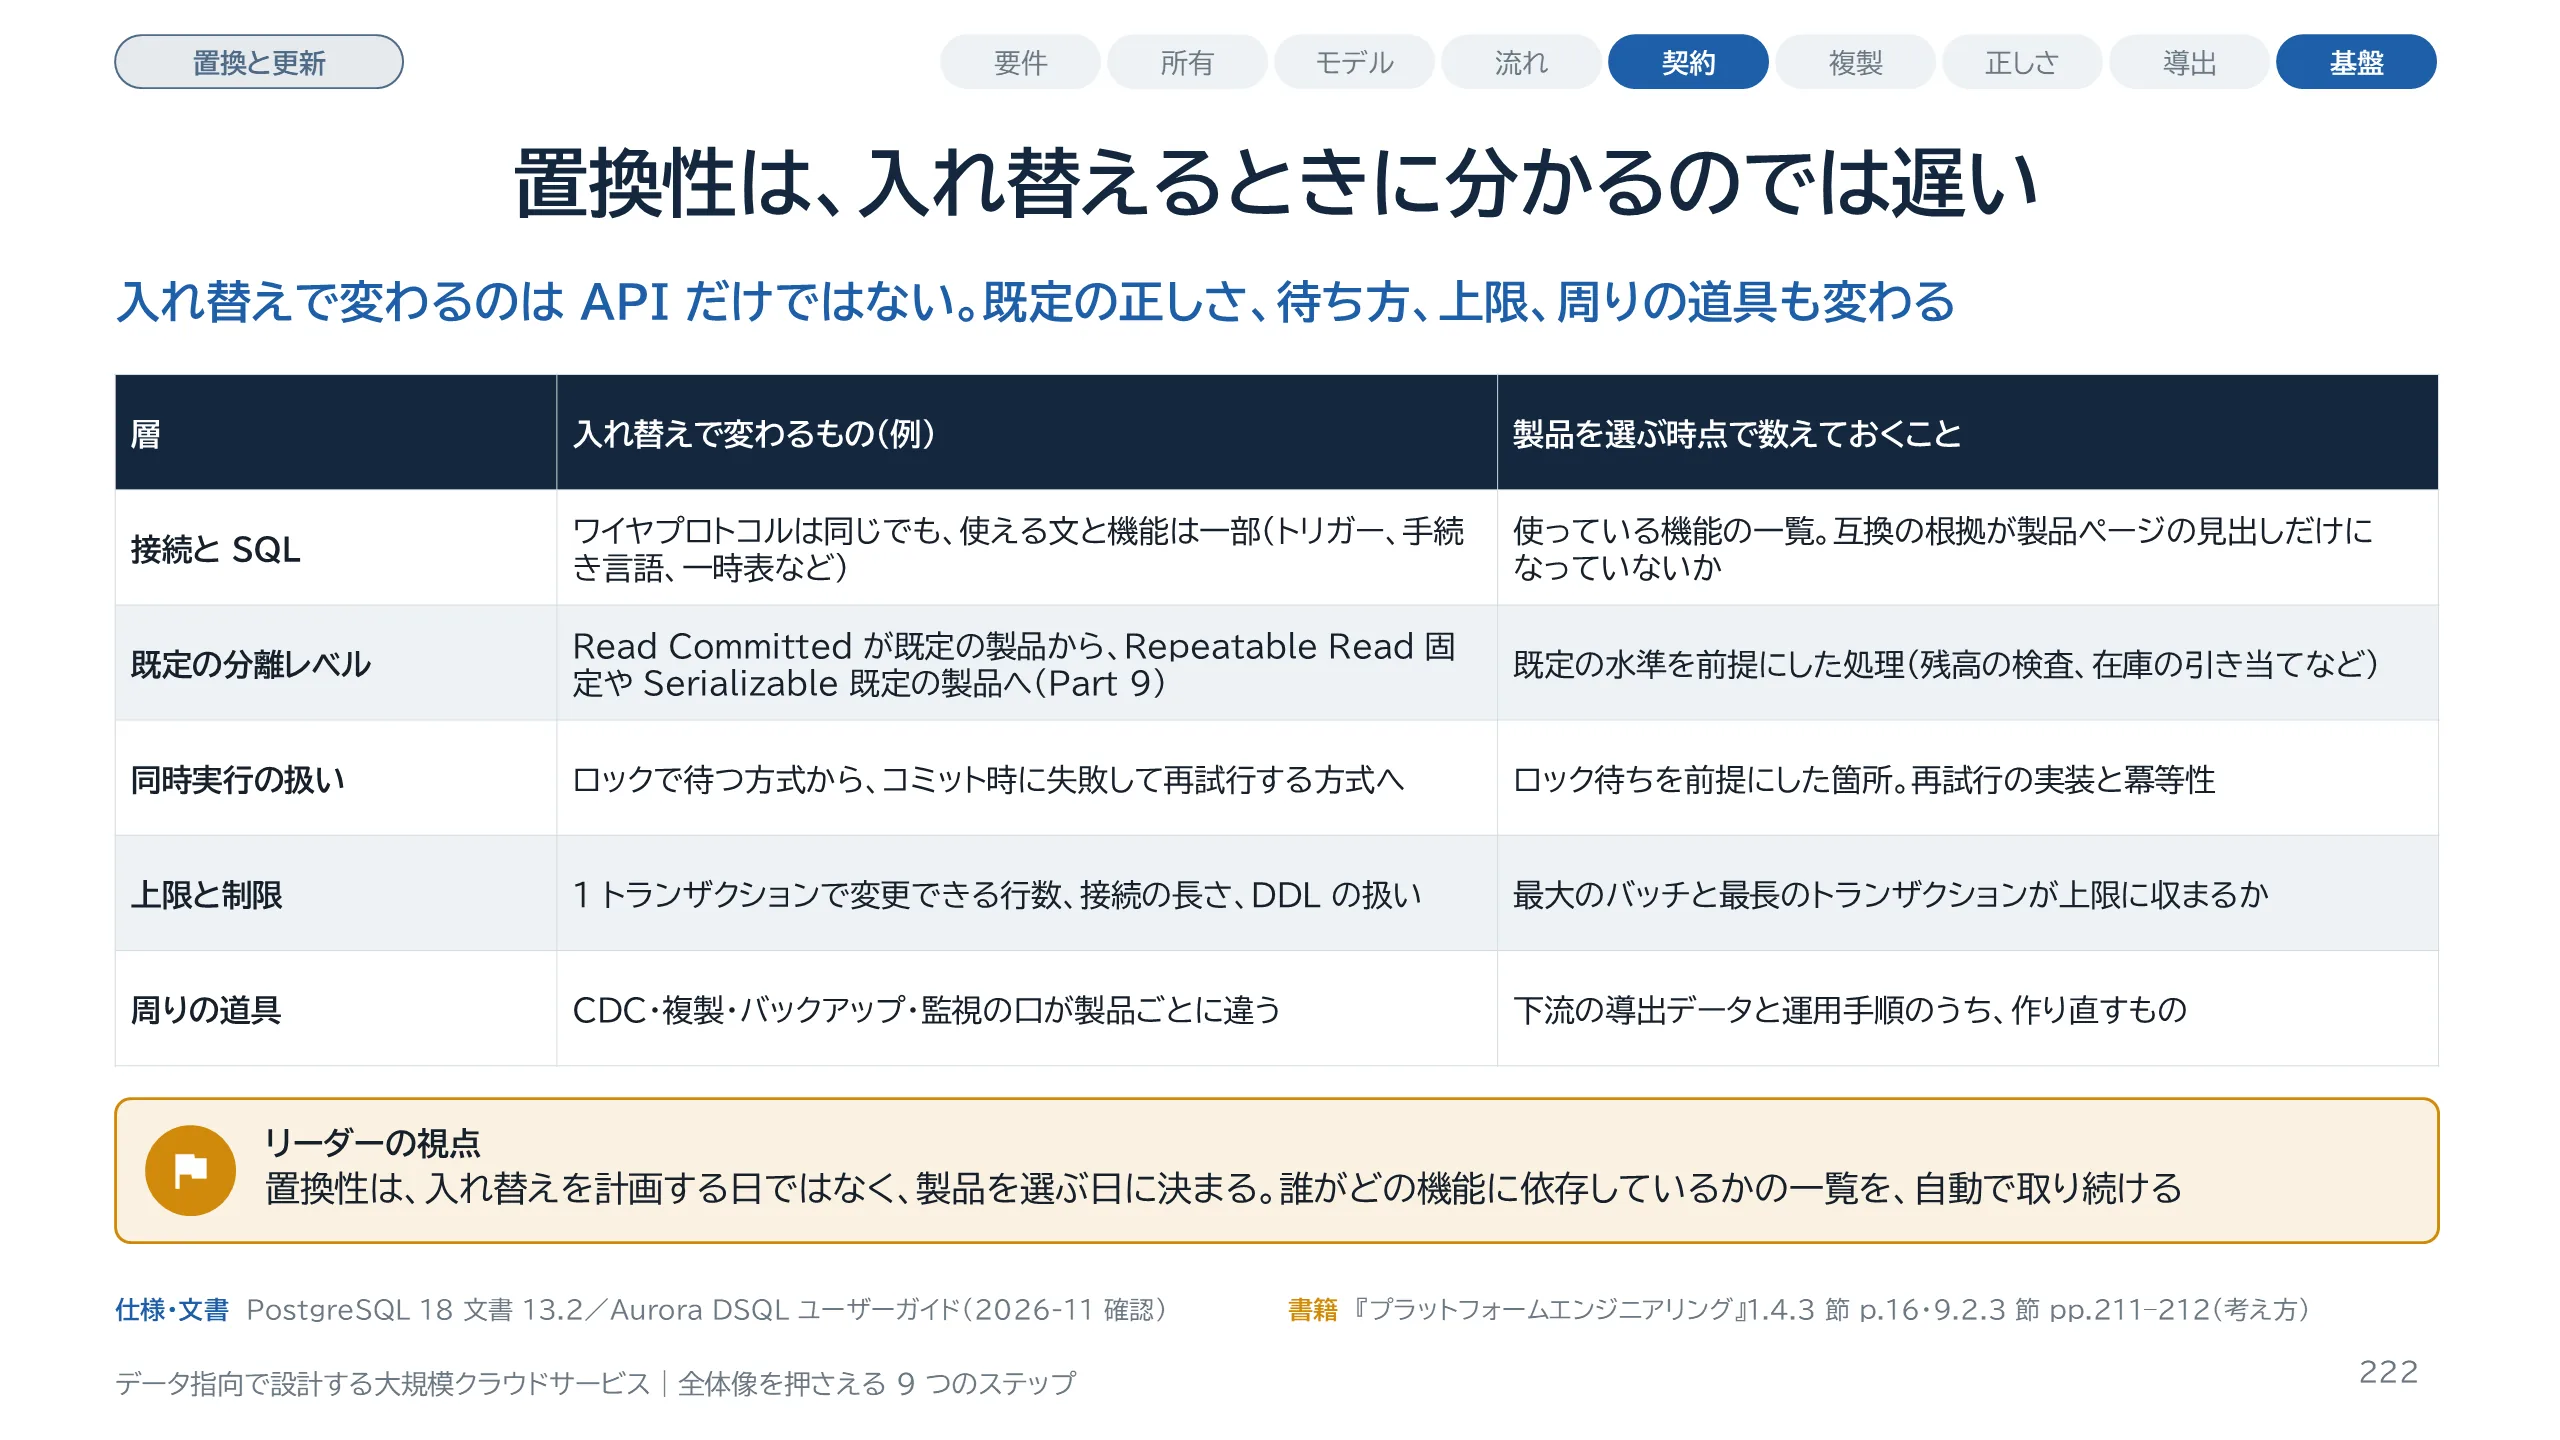 置換と更新
要件
所有
モデル
流れ
契約
複製
正しさ
導出
基盤
置換性は、入れ替えるときに分かるのでは遅い
入れ替えで変わるのは API だけではない。既定の正しさ、待ち方、上限、周りの道具も変わる
層
入れ替えで変わるもの（例）
製品を選ぶ時点で数えておくこと
接続と SQL
ワイヤプロトコルは同じでも、使える文と機能は一部（トリガー、手続
き言語、一時表など）
使っている機能の一覧。互換の根拠が製品ページの見出しだけに
なっていないか
既定の分離レベル
Read Committed が既定の製品から、Repeatable Read 固
定や Serializable 既定の製品へ（Part 9）
既定の水準を前提にした処理（残高の検査、在庫の引き当てなど）
同時実行の扱い
ロックで待つ方式から、コミット時に失敗して再試行する方式へ
ロック待ちを前提にした箇所。再試行の実装と冪等性
上限と制限
1 トランザクションで変更できる行数、接続の長さ、DDL の扱い
最大のバッチと最長のトランザクションが上限に収まるか
周りの道具
CDC・複製・バックアップ・監視の口が製品ごとに違う
下流の導出データと運用手順のうち、作り直すもの
リーダーの視点
置換性は、入れ替えを計画する日ではなく、製品を選ぶ日に決まる。誰がどの機能に依存しているかの一覧を、自動で取り続ける
仕様・文書 PostgreSQL 18 文書 13.2／Aurora DSQL ユーザーガイド（2026-11 確認）
書籍 『プラットフォームエンジニアリング』1.4.3 節 p.16・9.2.3 節 pp.211–212（考え方）
データ指向で設計する大規模クラウドサービス｜全体像を押さえる 9 つのステップ
222